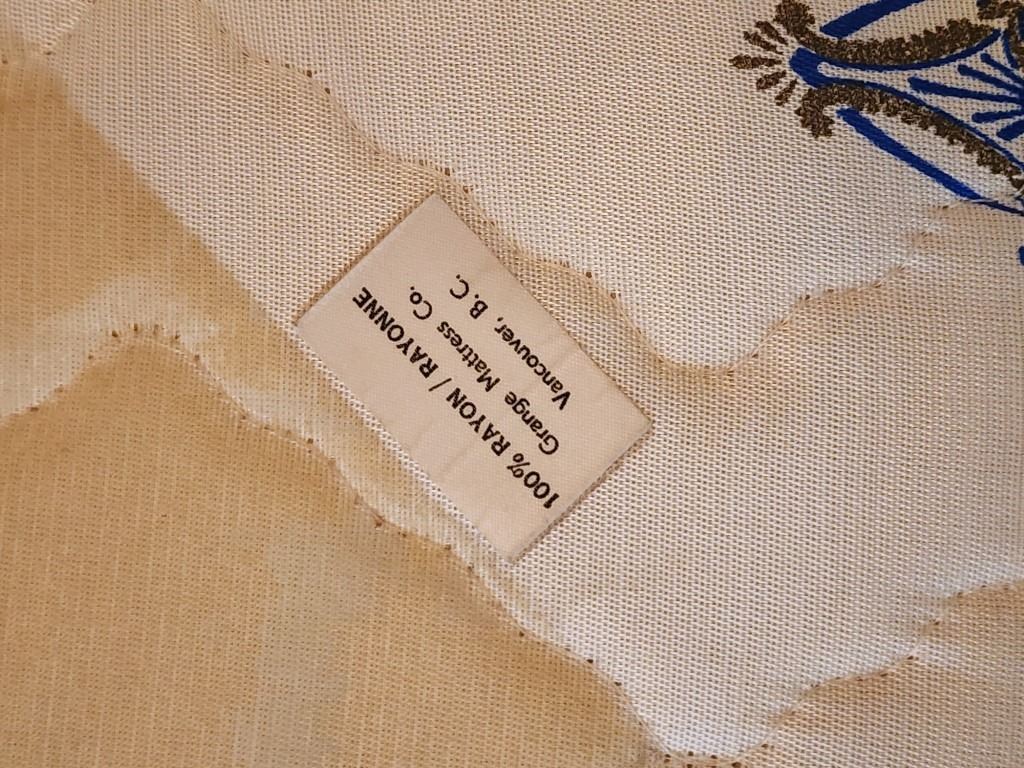 100% RAYON / RAYONNE
Grange Mattress Co.
Vancouver, B.C.